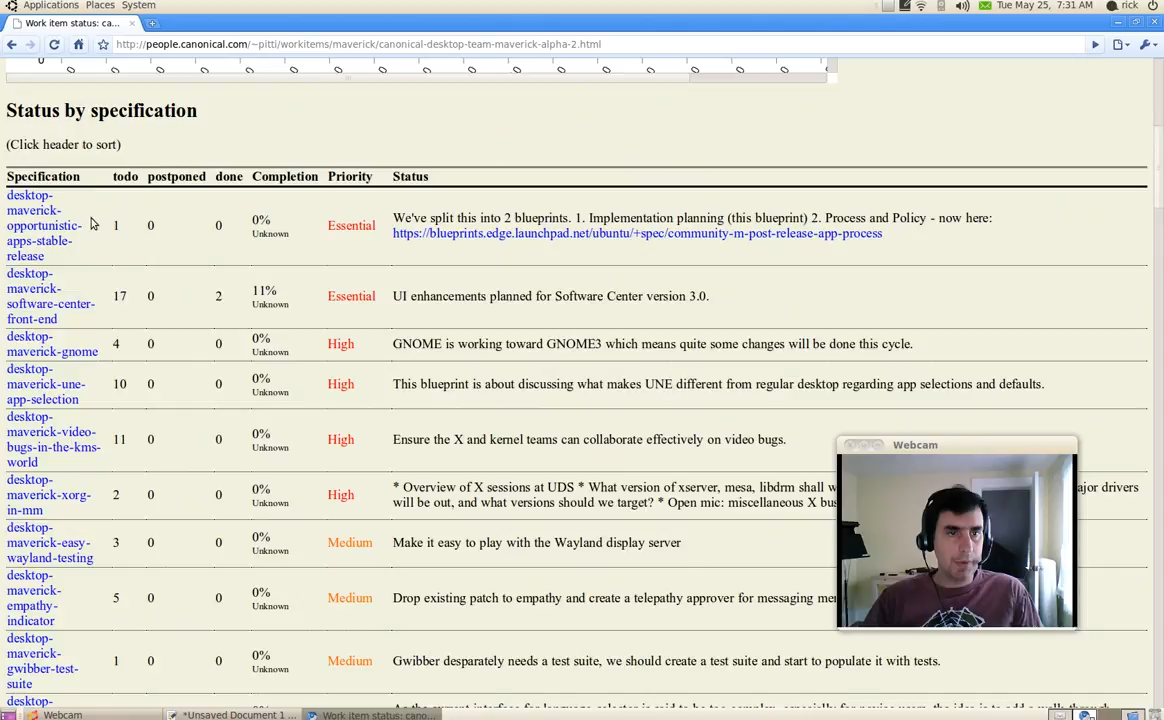 Applications Places System
Tue May 25, 7:31 AM rick
Work item status: ca...
http://people.canonical.com/~pitti/workitems/maverick/canonical-desktop-team-maverick-alpha-2.html
Status by specification
(Click header to sort)
Specification todo postponed done Completion Priority Status
desktop-
maverick-
opportunistic-
apps-stable-
release
1 0 0 0% Unknown Essential
We've split this into 2 blueprints. 1. Implementation planning (this blueprint) 2. Process and Policy - now here:
https://blueprints.edge.launchpad.net/ubuntu/+spec/community-m-post-release-app-process
desktop-
maverick-
software-center-
front-end
17 0 2 11% Unknown Essential UI enhancements planned for Software Center version 3.0.
desktop-
maverick-gnome
4 0 0 0% Unknown High GNOME is working toward GNOME3 which means quite some changes will be done this cycle.
desktop-
maverick-une-
app-selection
10 0 0 0% Unknown High This blueprint is about discussing what makes UNE different from regular desktop regarding app selections and defaults.
desktop-
maverick-video-
bugs-in-the-kms-
world
11 0 0 0% Unknown High Ensure the X and kernel teams can collaborate effectively on video bugs.
Webcam
desktop-
maverick-xorg-
in-mm
2 0 0 0% Unknown High
* Overview of X sessions at UDS * What version of xserver, mesa, libdrm shall w ajor drivers
will be out, and what versions should we target? * Open mic: miscellaneous X bus
desktop-
maverick-easy-
wayland-testing
3 0 0 0% Unknown Medium Make it easy to play with the Wayland display server
desktop-
maverick-
empathy-
indicator
5 0 0 0% Unknown Medium Drop existing patch to empathy and create a telepathy approver for messaging me
desktop-
maverick-
gwibber-test-
suite
1 0 0 0% Unknown Medium Gwibber desparately needs a test suite, we should create a test suite and start to populate it with tests.
desktop-
Webcam *Unsaved Document 1 ... Work item status: cano...